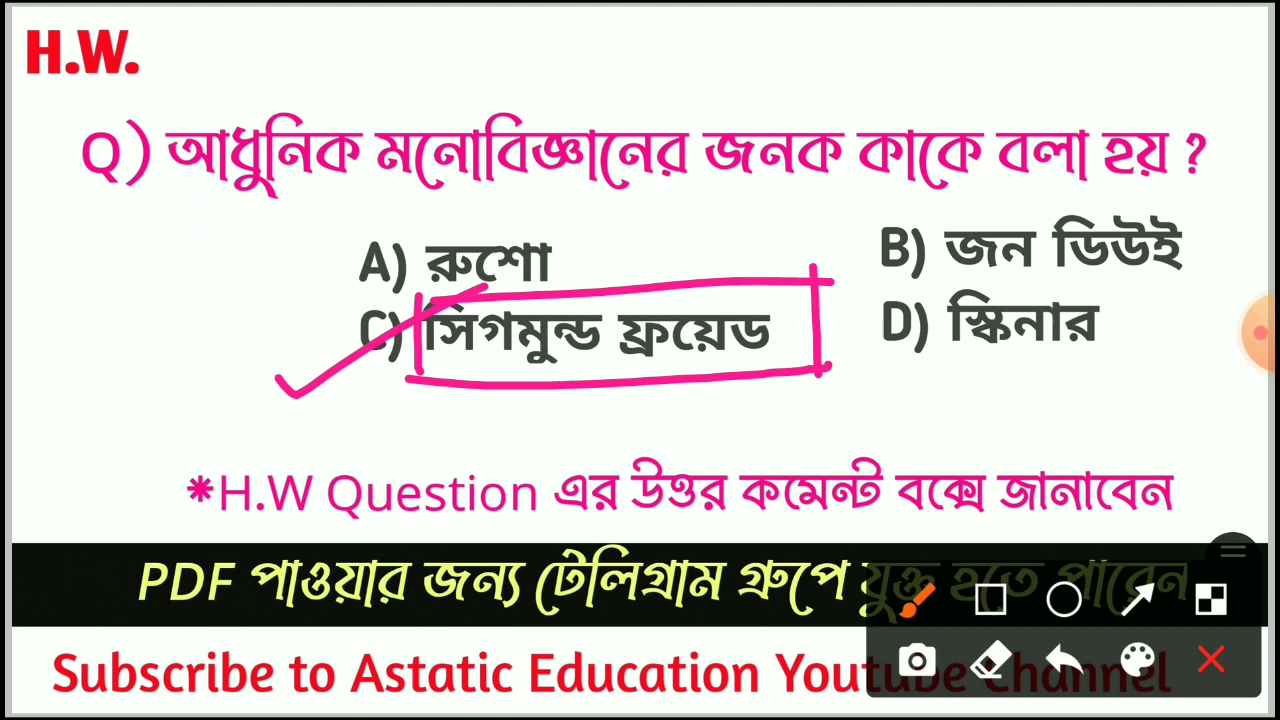 H.W.
Q) আধুনিক মনোবিজ্ঞানের জনক কাকে বলা হয় ?
A) রুশো
B) জন ডিউই
C) সিগমুন্ড ফ্রয়েড
D) স্কিনার
*H.W Question এর উত্তর কমেন্ট বক্সে জানাবেন
PDF পাওয়ার জন্য টেলিগ্রাম গ্রুপে যুক্ত হতে পারেন
Subscribe to Astatic Education Youtube Channel